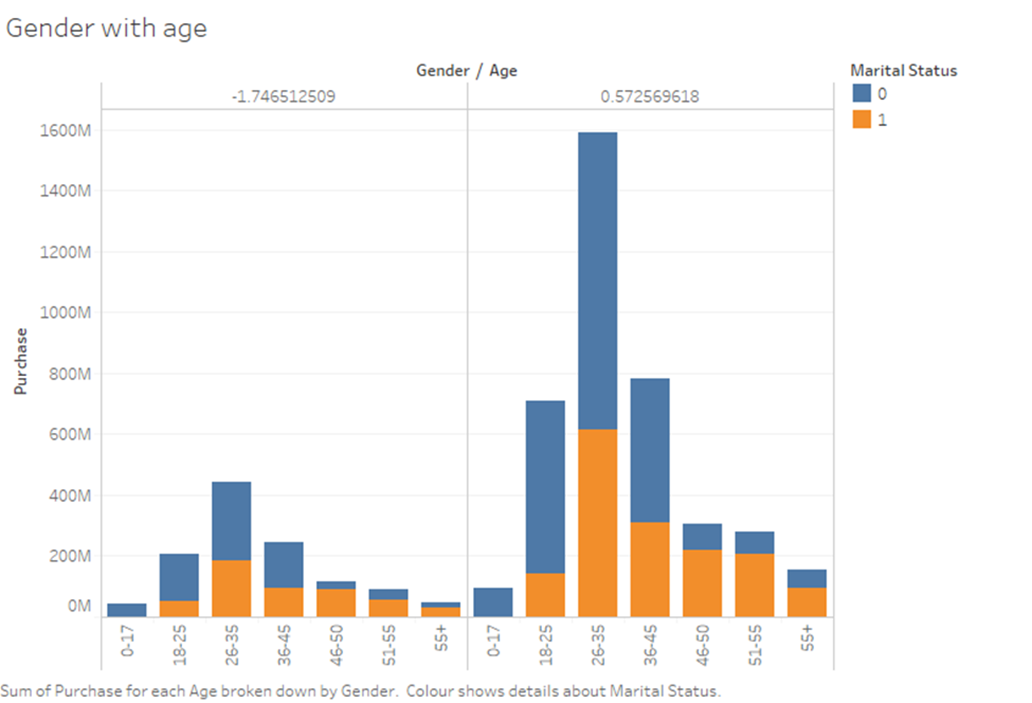 Gender with age
Gender / Age
Marital Status
-1.746512509
0.572569618
0
1
1600M
1400M
1200M
1000M
800M
600M
400M
200M
0M
Purchase
0-17
18-25
26-35
36-45
46-50
51-55
55+
0-17
18-25
26-35
36-45
46-50
51-55
55+
Sum of Purchase for each Age broken down by Gender. Colour shows details about Marital Status.